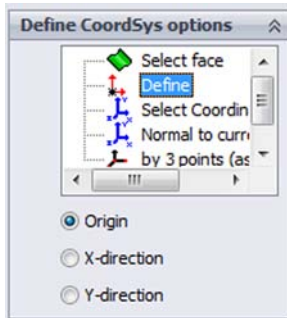 Define CoordSys options
Select face
Define
Select Coordin
Normal to curr
by 3 points (as
Origin
X-direction
Y-direction